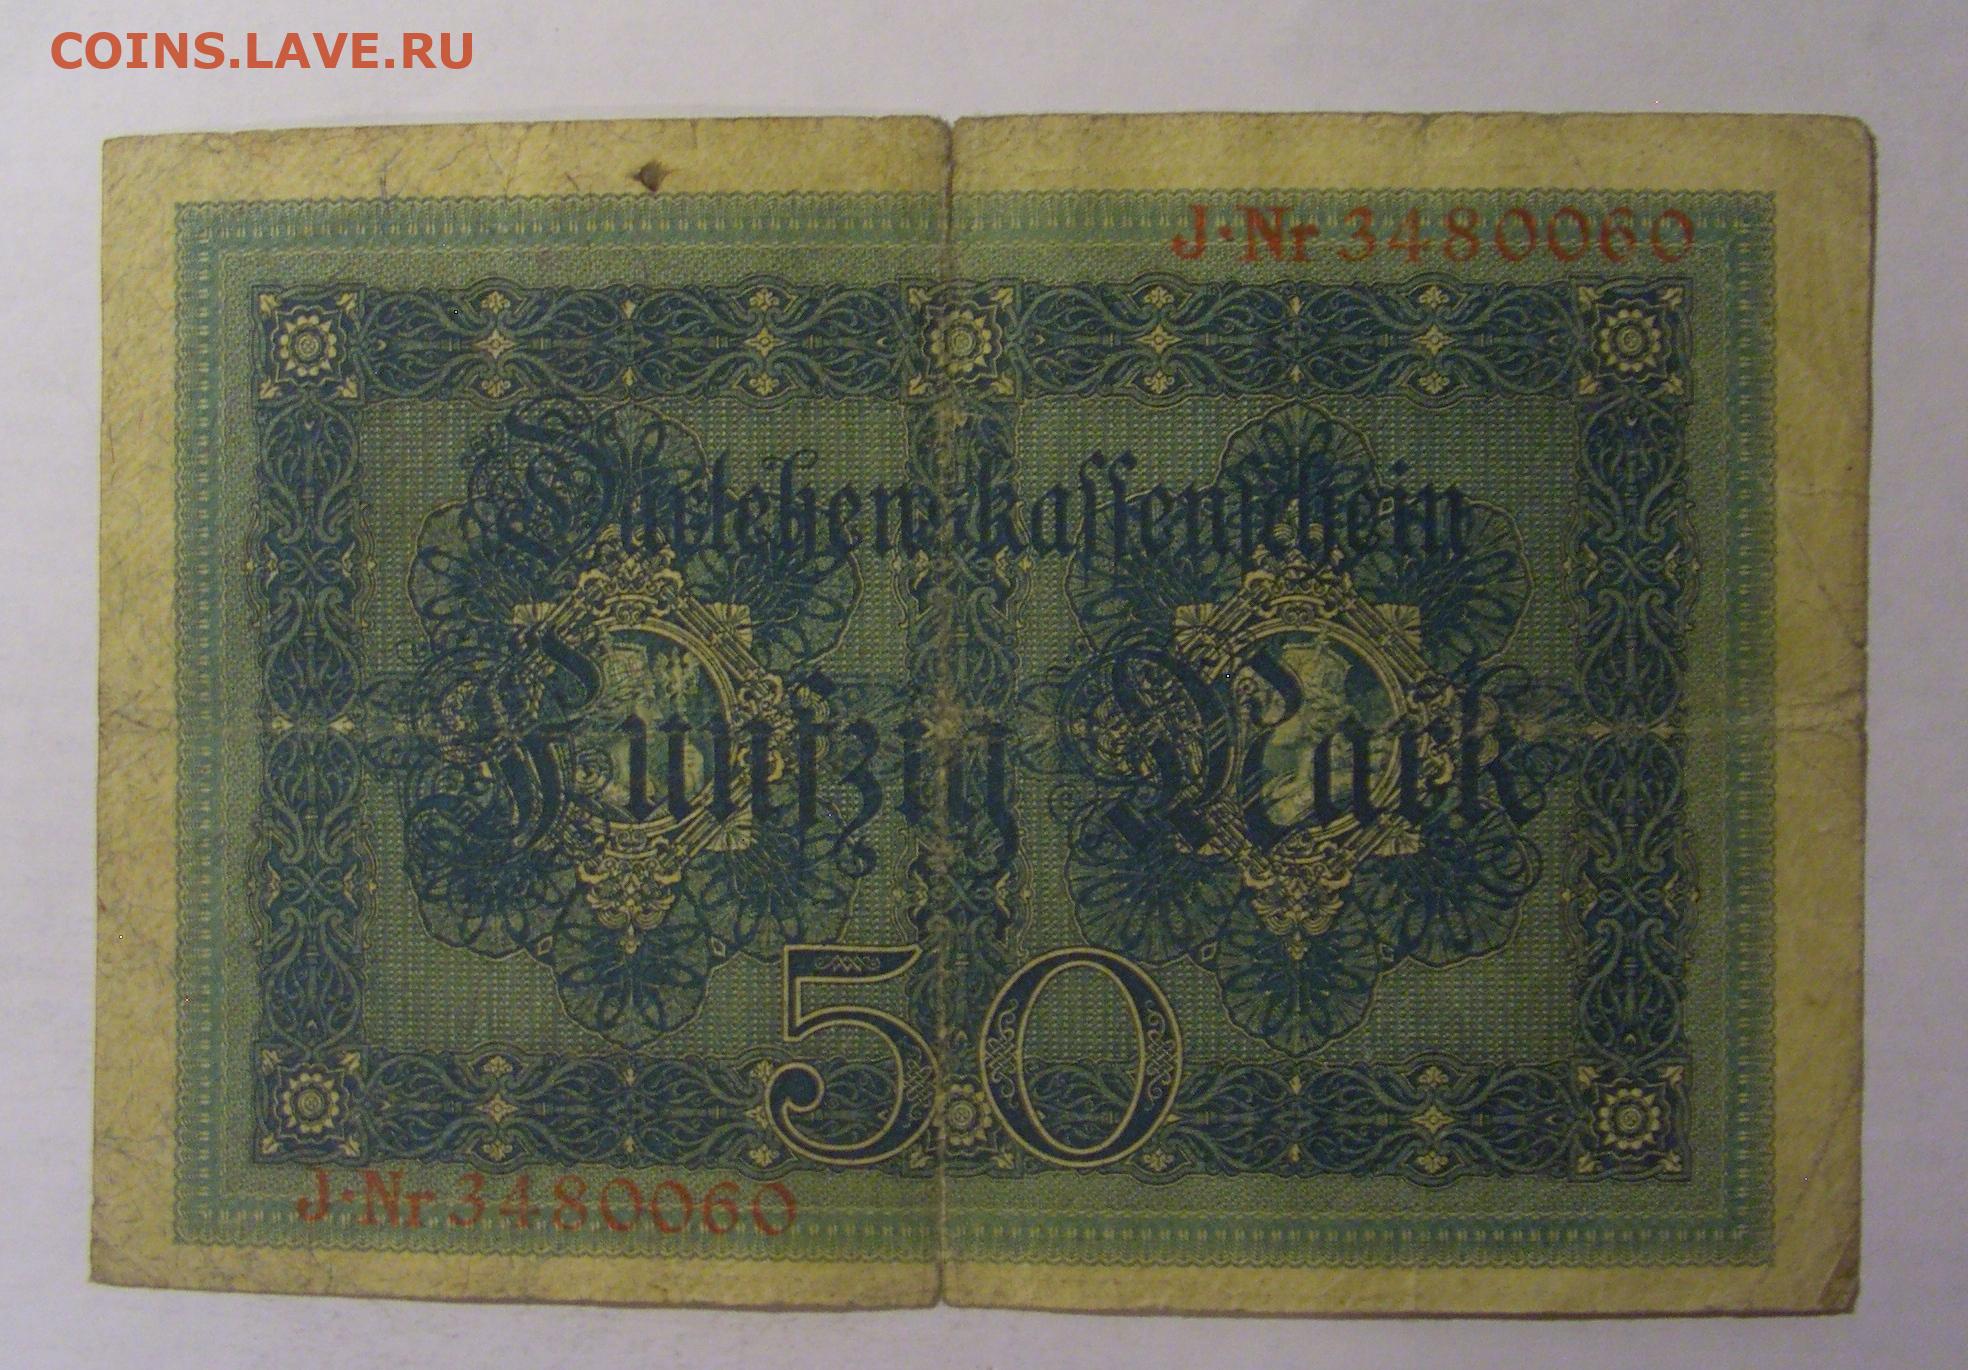 COINS.LAVE.RU
J·Nr 3480060
Darlehenskassenschein
Fünfzig Mark
50
J·Nr 3480060